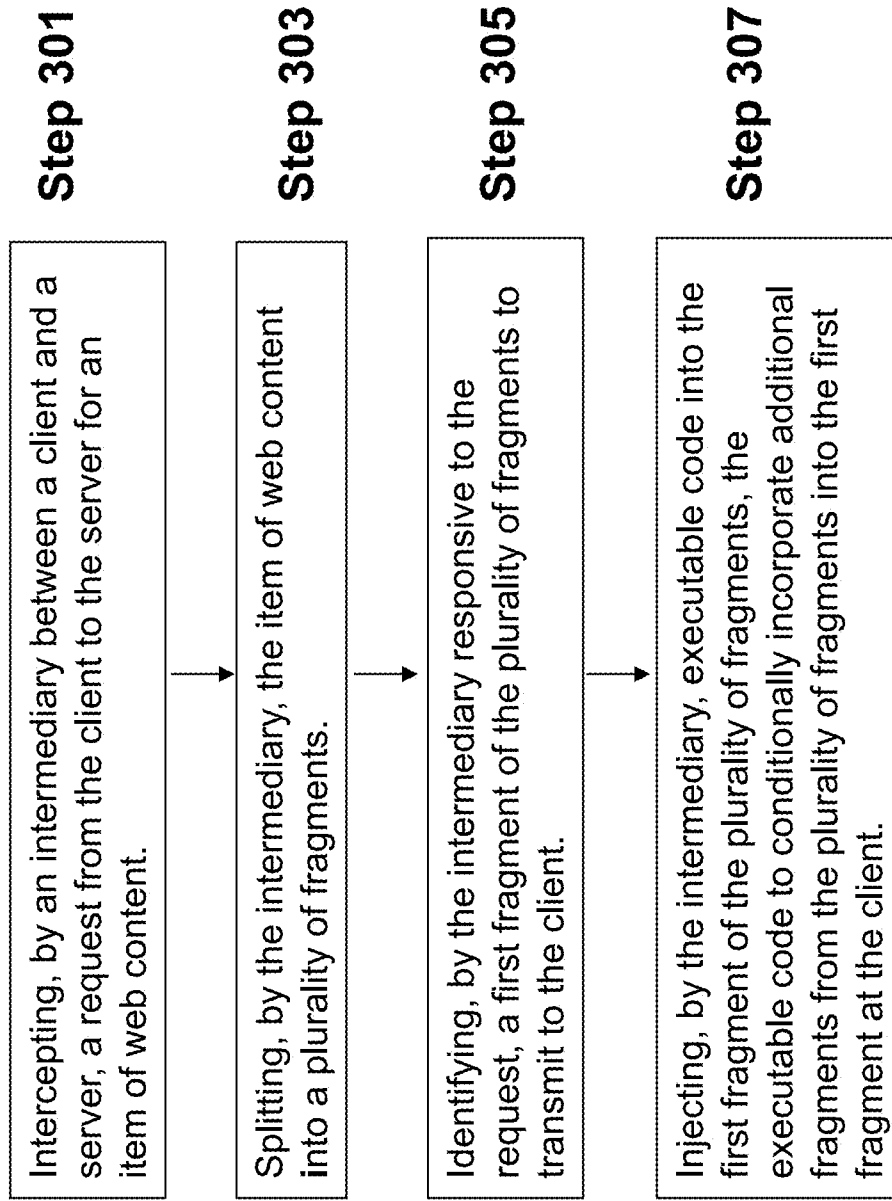 Intercepting, by an intermediary between a client and a
server, a request from the client to the server for an
item of web content.
Step 301
Splitting, by the intermediary, the item of web content
into a plurality of fragments.
Step 303
Identifying, by the intermediary responsive to the
request, a first fragment of the plurality of fragments to
transmit to the client.
Step 305
Injecting, by the intermediary, executable code into the
first fragment of the plurality of fragments, the
executable code to conditionally incorporate additional
fragments from the plurality of fragments into the first
fragment at the client.
Step 307